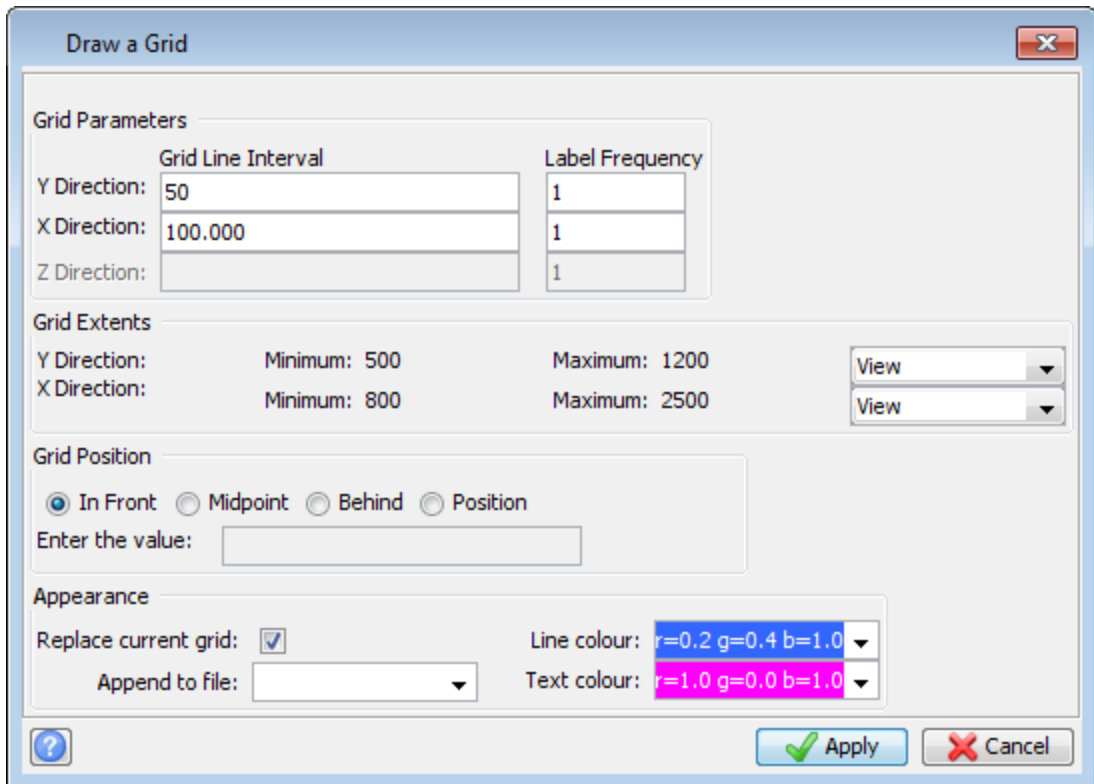 Draw a Grid
Grid Parameters
Grid Line Interval Label Frequency
Y Direction: 50 1
X Direction: 100.000 1
Z Direction: 1
Grid Extents
Y Direction: Minimum: 500 Maximum: 1200 View
X Direction: Minimum: 800 Maximum: 2500 View
Grid Position
In Front Midpoint Behind Position
Enter the value:
Appearance
Replace current grid: Line colour: r=0.2 g=0.4 b=1.0
Append to file: Text colour: r=1.0 g=0.0 b=1.0
? Apply Cancel